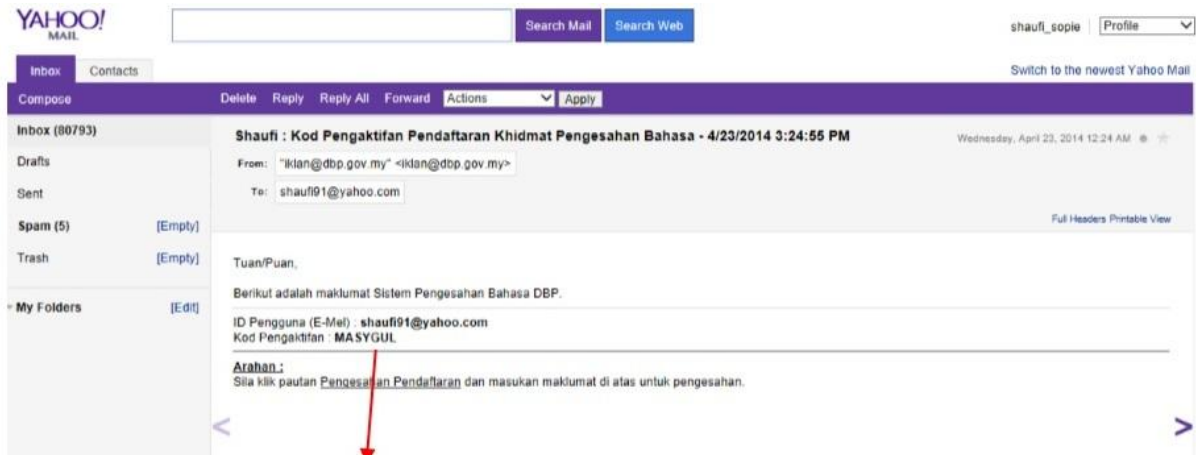 YAHOO!
MAIL
Search Mail Search Web
shaufi_sopie Profile
Inbox Contacts
Switch to the newest Yahoo Mail
Compose
Delete Reply Reply All Forward Actions Apply
Inbox (80793)
Shaufi : Kod Pengaktifan Pendaftaran Khidmat Pengesahan Bahasa - 4/23/2014 3:24:55 PM
Wednesday, April 23, 2014 12:24 AM
Drafts
From: "iklan@dbp.gov.my" <iklan@dbp.gov.my>
Sent
To: shaufi91@yahoo.com
Spam (5) [Empty]
Full Headers Printable View
Trash [Empty]
Tuan/Puan,
Berikut adalah maklumat Sistem Pengesahan Bahasa DBP.
My Folders [Edit]
ID Pengguna (E-Mel) : shaufi91@yahoo.com
Kod Pengaktifan : MASYGUL
Arahan :
Sila klik pautan Pengesahan Pendaftaran dan masukan maklumat di atas untuk pengesahan.